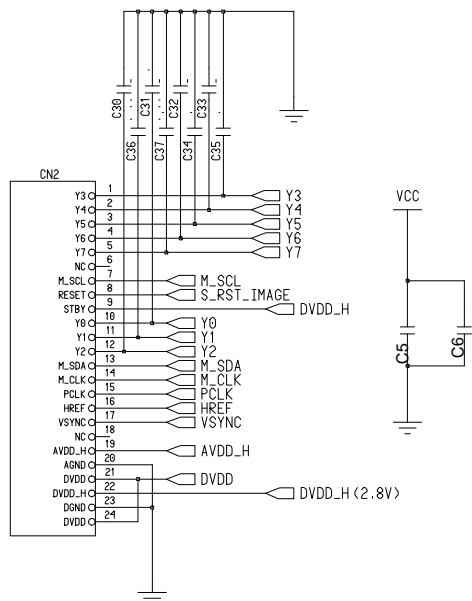 C30
C31
C32
C33
C36
C37
C34
C35
CN2
Y3 1 Y3
Y4 2 Y4
Y5 3 Y5
Y6 4 Y6
Y7 5 Y7
NC 6
M_SCL 7 M_SCL
RESET 8 S_RST_IMAGE
STBY 9 DVDD_H
Y0 10 Y0
Y1 11 Y1
Y2 12 Y2
M_SDA 13 M_SDA
M_CLK 14 M_CLK
PCLK 15 PCLK
HREF 16 HREF
VSYNC 17 VSYNC
NC 18
AVDD_H 19 AVDD_H
AGND 20
DVDD 21 DVDD
DVDD_H 22 DVDD_H(2.8V)
DGND 23
DVDD 24
VCC
C5
C6